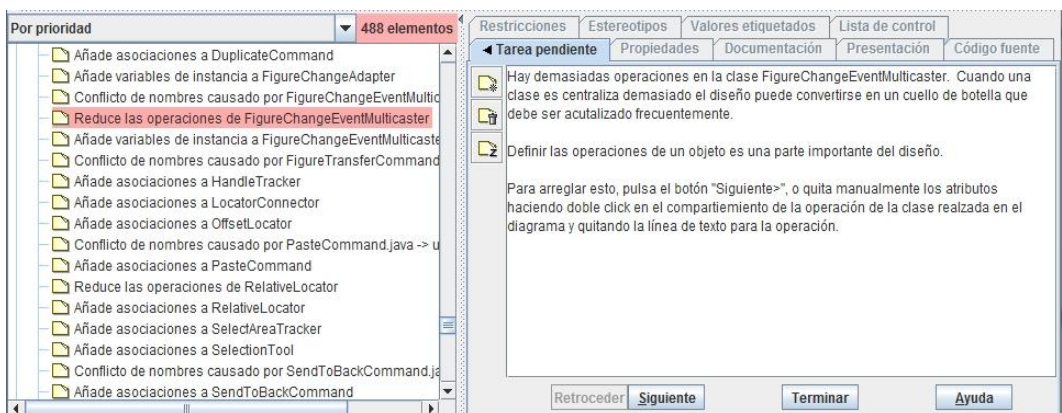 Por prioridad
488 elementos
Añade asociaciones a DuplicateCommand
Añade variables de instancia a FigureChangeAdapter
Conflicto de nombres causado por FigureChangeEventMultic
Reduce las operaciones de FigureChangeEventMulticaster
Añade variables de instancia a FigureChangeEventMulticaste
Conflicto de nombres causado por FigureTransferCommand
Añade asociaciones a HandleTracker
Añade asociaciones a LocatorConnector
Añade asociaciones a OffsetLocator
Conflicto de nombres causado por PasteCommand.java -> u
Añade asociaciones a PasteCommand
Reduce las operaciones de RelativeLocator
Añade asociaciones a RelativeLocator
Añade asociaciones a SelectAreaTracker
Añade asociaciones a SelectionTool
Conflicto de nombres causado por SendToBackCommand.ja
Añade asociaciones a SendToBackCommand
Restricciones Estereotipos Valores etiquetados Lista de control
Tarea pendiente Propiedades Documentación Presentación Código fuente
Hay demasiadas operaciones en la clase FigureChangeEventMulticaster. Cuando una
clase es centraliza demasiado el diseño puede convertirse en un cuello de botella que
debe ser acutalizado frecuentemente.
Definir las operaciones de un objeto es una parte importante del diseño.
Para arreglar esto, pulsa el botón "Siguiente>", o quita manualmente los atributos
haciendo doble click en el compartiemiento de la operación de la clase realzada en el
diagrama y quitando la línea de texto para la operación.
Retroceder Siguiente Terminar Ayuda